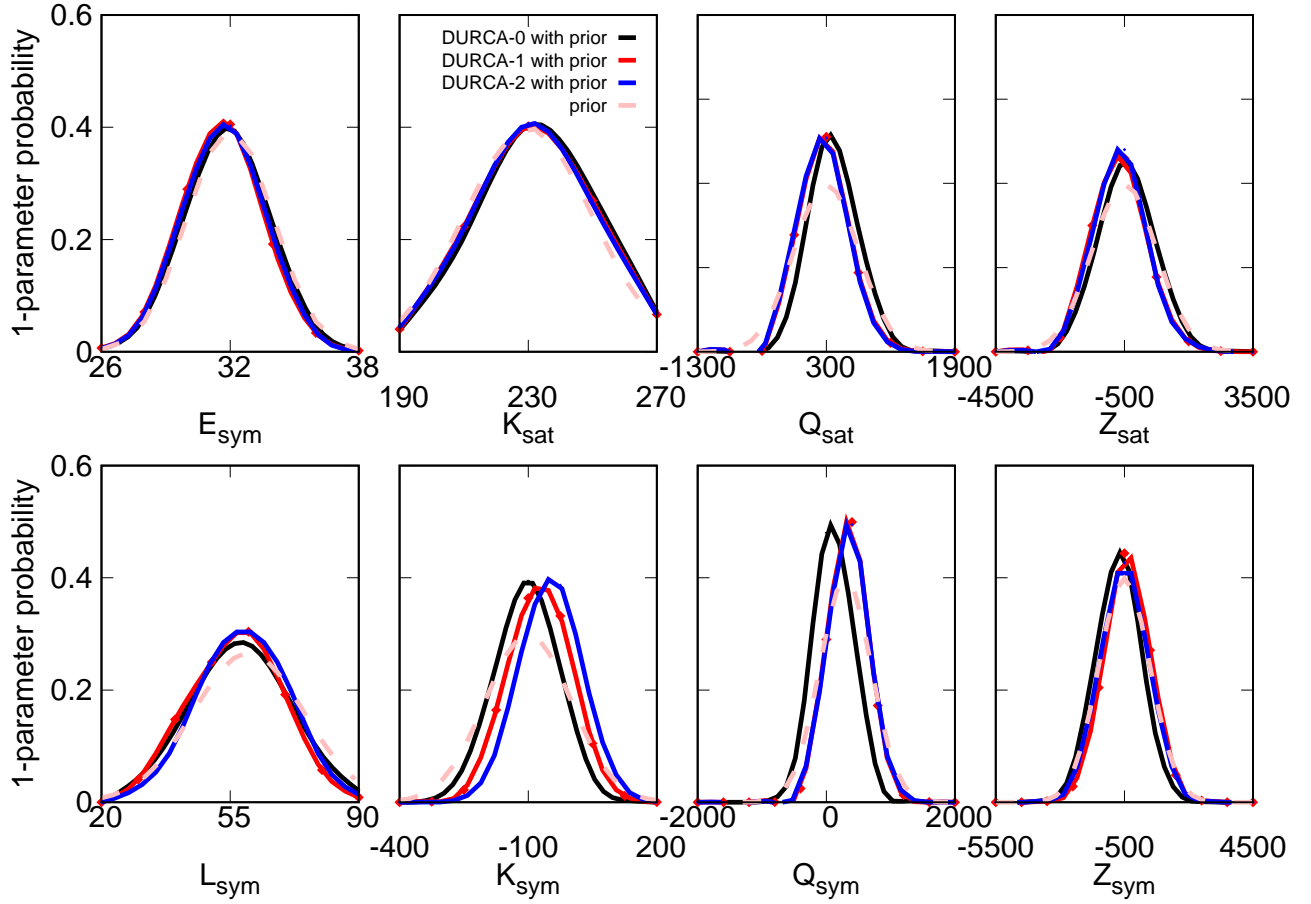 0.6
0.4
0.2
0
1-parameter probability
DURCA-0 with prior
DURCA-1 with prior
DURCA-2 with prior
prior
26 32 38
190 230 270
-1300 300 1900
-4500 -500 3500
E_sym K_sat Q_sat Z_sat
0.6
0.4
0.2
0
1-parameter probability
20 55 90
-400 -100 200
-2000 0 2000
-5500 -500 4500
L_sym K_sym Q_sym Z_sym